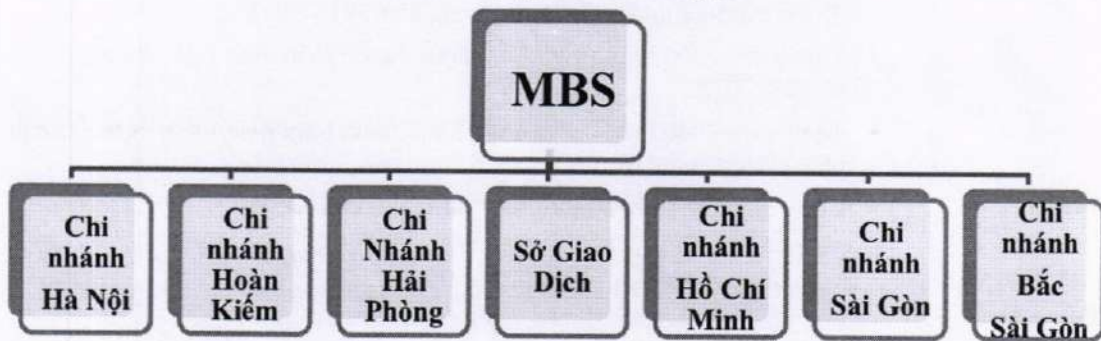 MBS
Chi
nhánh
Hà Nội
Chi
nhánh
Hoàn
Kiếm
Chi
Nhánh
Hải
Phòng
Sở Giao
Dịch
Chi
nhánh
Hồ Chí
Minh
Chi
nhánh
Sài Gòn
Chi
nhánh
Bắc
Sài Gòn